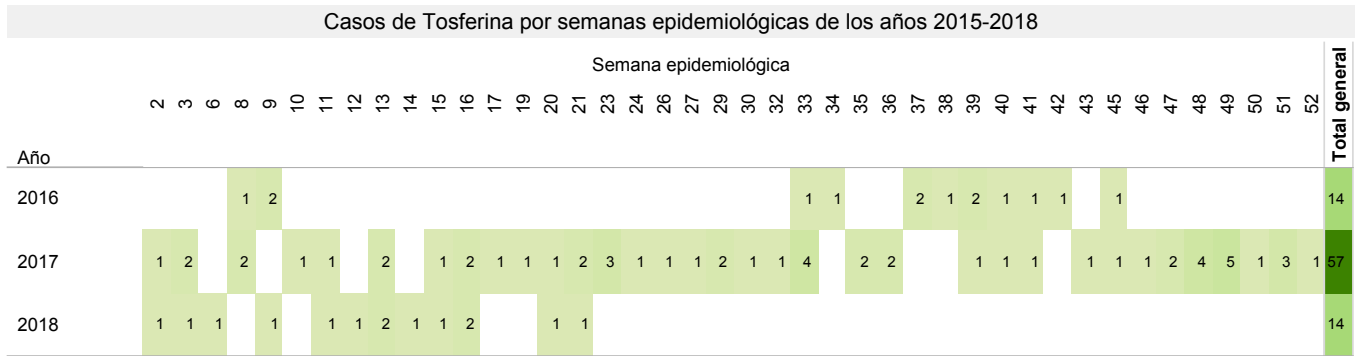 Casos de Tosferina por semanas epidemiológicas de los años 2015-2018
Semana epidemiológica
Año 2 3 6 8 9 10 11 12 13 14 15 16 17 19 20 21 23 24 26 27 29 30 32 33 34 35 36 37 38 39 40 41 42 43 45 46 47 48 49 50 51 52 Total general
2016 1 2 1 1 2 1 2 1 1 1 1 14
2017 1 2 2 1 1 2 1 2 1 1 1 2 3 1 1 1 2 1 1 4 2 2 1 1 1 1 1 1 2 4 5 1 3 1 57
2018 1 1 1 1 1 1 2 1 1 2 1 1 14